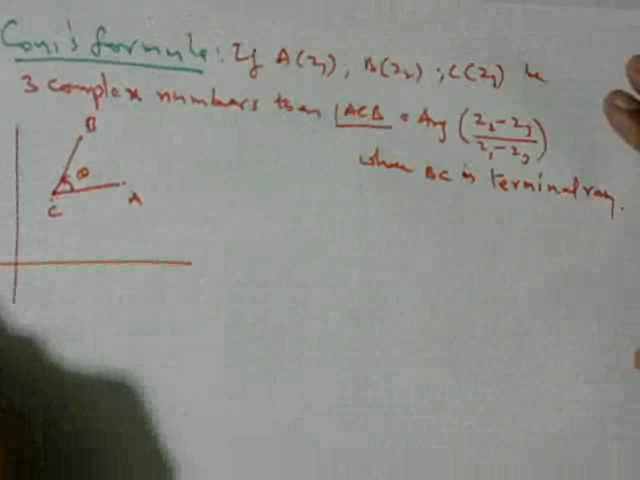 Coni's formula : If A(z₁), B(z₂), C(z₃) be
3 complex numbers then ∠ACB = Arg ((z₂-z₃)/(z₁-z₃))
when BC is terminal ray.
B
θ
C A